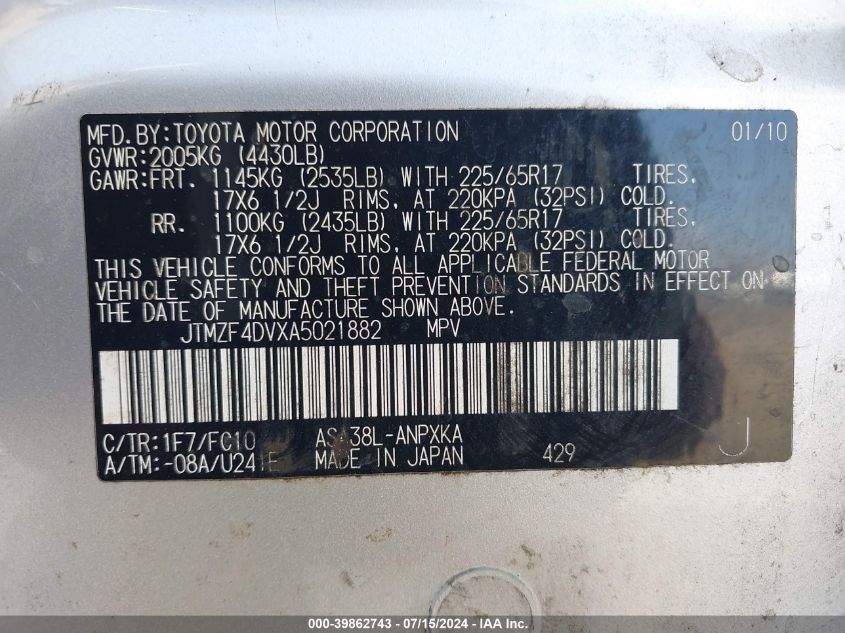 MFD.BY:TOYOTA MOTOR CORPORATION 01/10
GVWR:2005KG (4430LB)
GAWR:FRT. 1145KG (2535LB) WITH 225/65R17 TIRES,
17X6 1/2J RIMS, AT 220KPA (32PSI) COLD.
RR. 1100KG (2435LB) WITH 225/65R17 TIRES,
17X6 1/2J RIMS, AT 220KPA (32PSI) COLD.
THIS VEHICLE CONFORMS TO ALL APPLICABLE FEDERAL MOTOR
VEHICLE SAFETY AND THEFT PREVENTION STANDARDS IN EFFECT ON
THE DATE OF MANUFACTURE SHOWN ABOVE.
JTMZF4DVXA5021882 MPV
C/TR:1F7/FC10 38L-ANPXKA J
A/TM:-08A/U241E MADE IN JAPAN 429
000-39862743 - 07/15/2024 - IAA Inc.